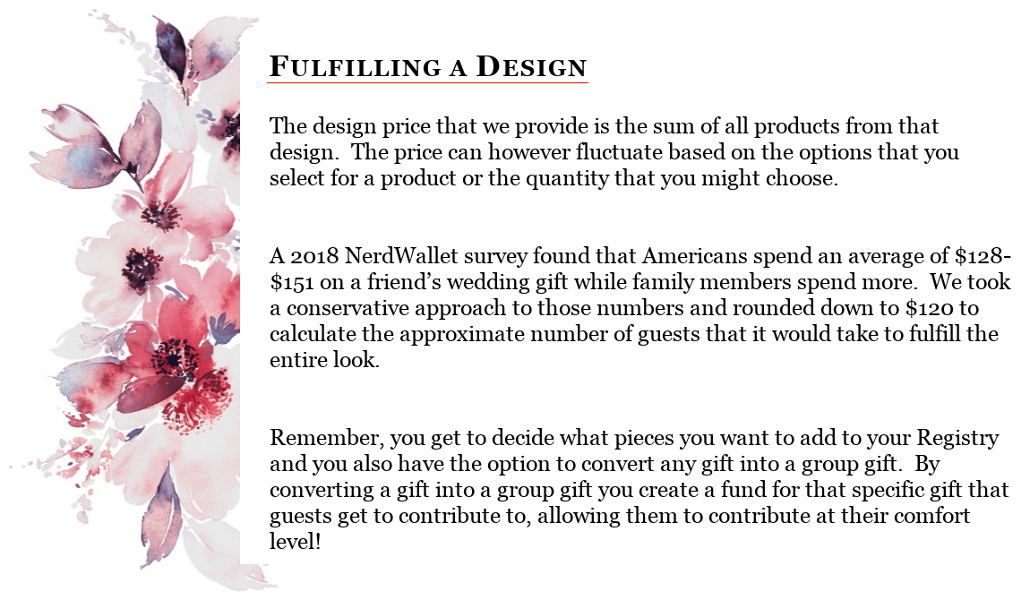 FULFILLING A DESIGN
The design price that we provide is the sum of all products from that
design.  The price can however fluctuate based on the options that you
select for a product or the quantity that you might choose.
A 2018 NerdWallet survey found that Americans spend an average of $128-
$151 on a friend’s wedding gift while family members spend more.  We took
a conservative approach to those numbers and rounded down to $120 to
calculate the approximate number of guests that it would take to fulfill the
entire look.
Remember, you get to decide what pieces you want to add to your Registry
and you also have the option to convert any gift into a group gift.  By
converting a gift into a group gift you create a fund for that specific gift that
guests get to contribute to, allowing them to contribute at their comfort
level!